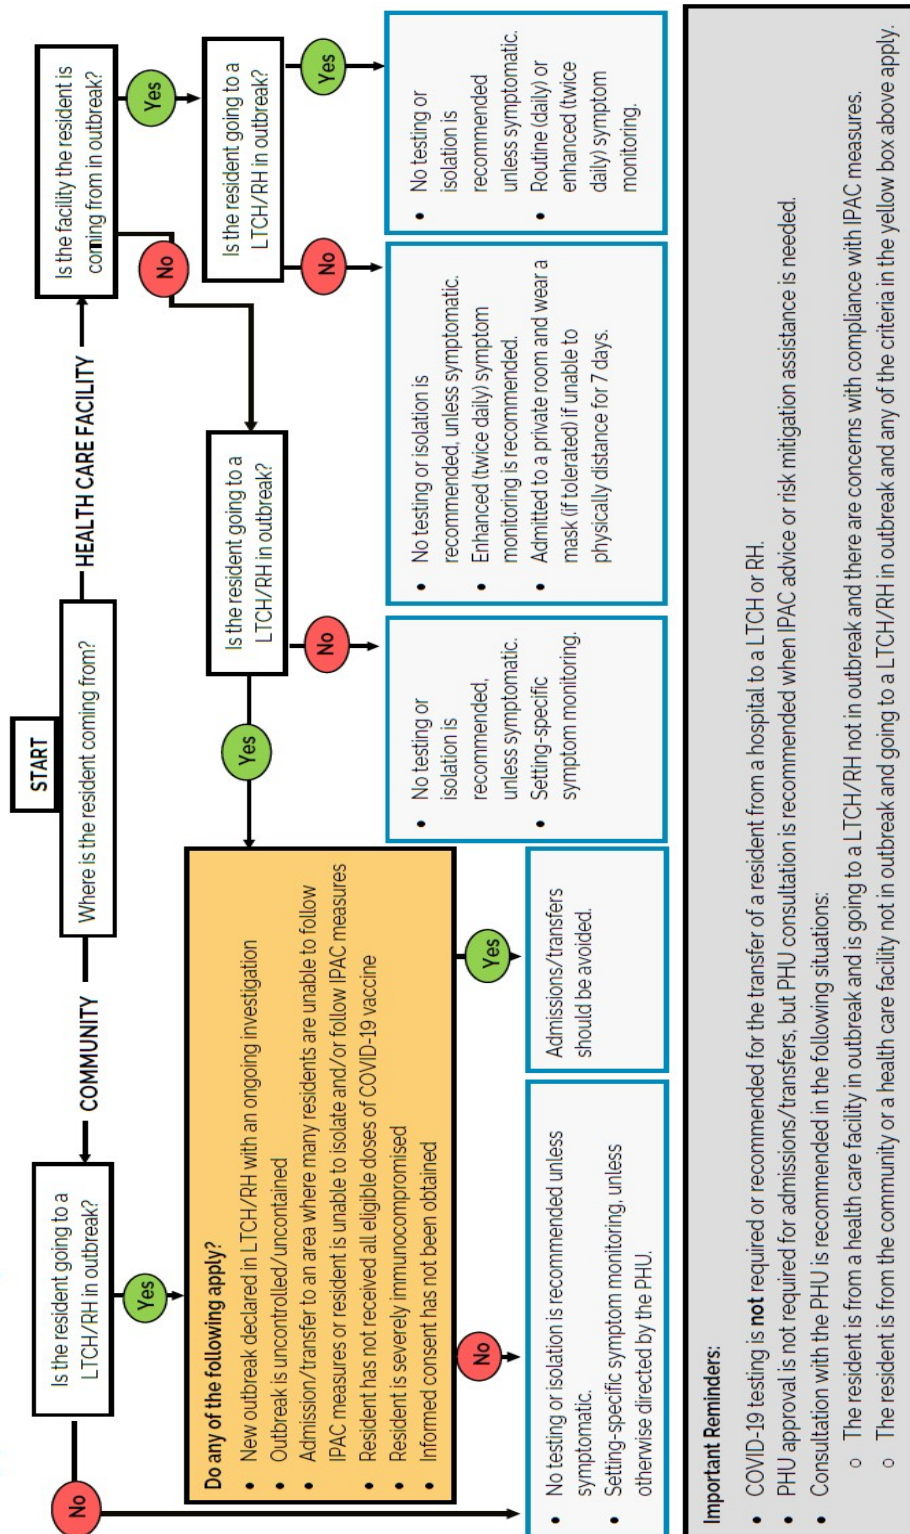 START
Where is the resident coming from?
COMMUNITY
HEALTH CARE FACILITY
Is the resident going to a
LTCH/RH in outbreak?
No
Yes
Is the facility the resident is
coming from in outbreak?
No
Yes
Do any of the following apply?
• New outbreak declared in LTCH/RH with an ongoing investigation
• Outbreak is uncontrolled/uncontained
• Admission/transfer to an area where many residents are unable to follow
IPAC measures or resident is unable to isolate and/or follow IPAC measures
• Resident has not received all eligible doses of COVID-19 vaccine
• Resident is severely immunocompromised
• Informed consent has not been obtained
Yes
Is the resident going to a
LTCH/RH in outbreak?
No
Is the resident going to a
LTCH/RH in outbreak?
No
Yes
No
Yes
• No testing or isolation is recommended unless
symptomatic.
• Setting-specific symptom monitoring, unless
otherwise directed by the PHU.
Admissions/transfers
should be avoided.
• No testing or
isolation is
recommended,
unless symptomatic.
• Setting-specific
symptom monitoring.
• No testing or isolation is
recommended, unless symptomatic.
• Enhanced (twice daily) symptom
monitoring is recommended.
• Admitted to a private room and wear a
mask (if tolerated) if unable to
physically distance for 7 days.
• No testing or
isolation is
recommended
unless symptomatic.
• Routine (daily) or
enhanced (twice
daily) symptom
monitoring.
Important Reminders:
• COVID-19 testing is not required or recommended for the transfer of a resident from a hospital to a LTCH or RH.
• PHU approval is not required for admissions/transfers, but PHU consultation is recommended when IPAC advice or risk mitigation assistance is needed.
• Consultation with the PHU is recommended in the following situations:
o The resident is from a health care facility in outbreak and is going to a LTCH/RH not in outbreak and there are concerns with compliance with IPAC measures.
o The resident is from the community or a health care facility not in outbreak and going to a LTCH/RH in outbreak and any of the criteria in the yellow box above apply.